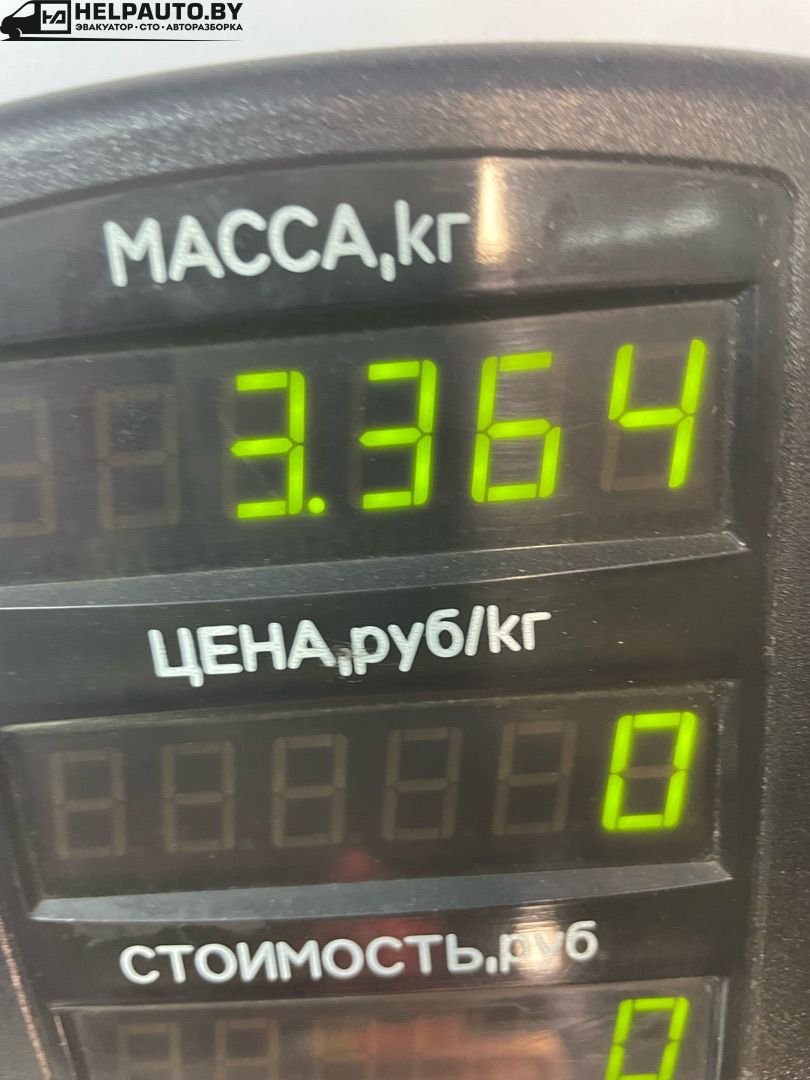 HELPAUTO.BY
ЭВАКУАТОР · СТО · АВТОРАЗБОРКА
МАССА,кг
3.364
ЦЕНА,руб/кг
0
СТОИМОСТЬ,руб
0